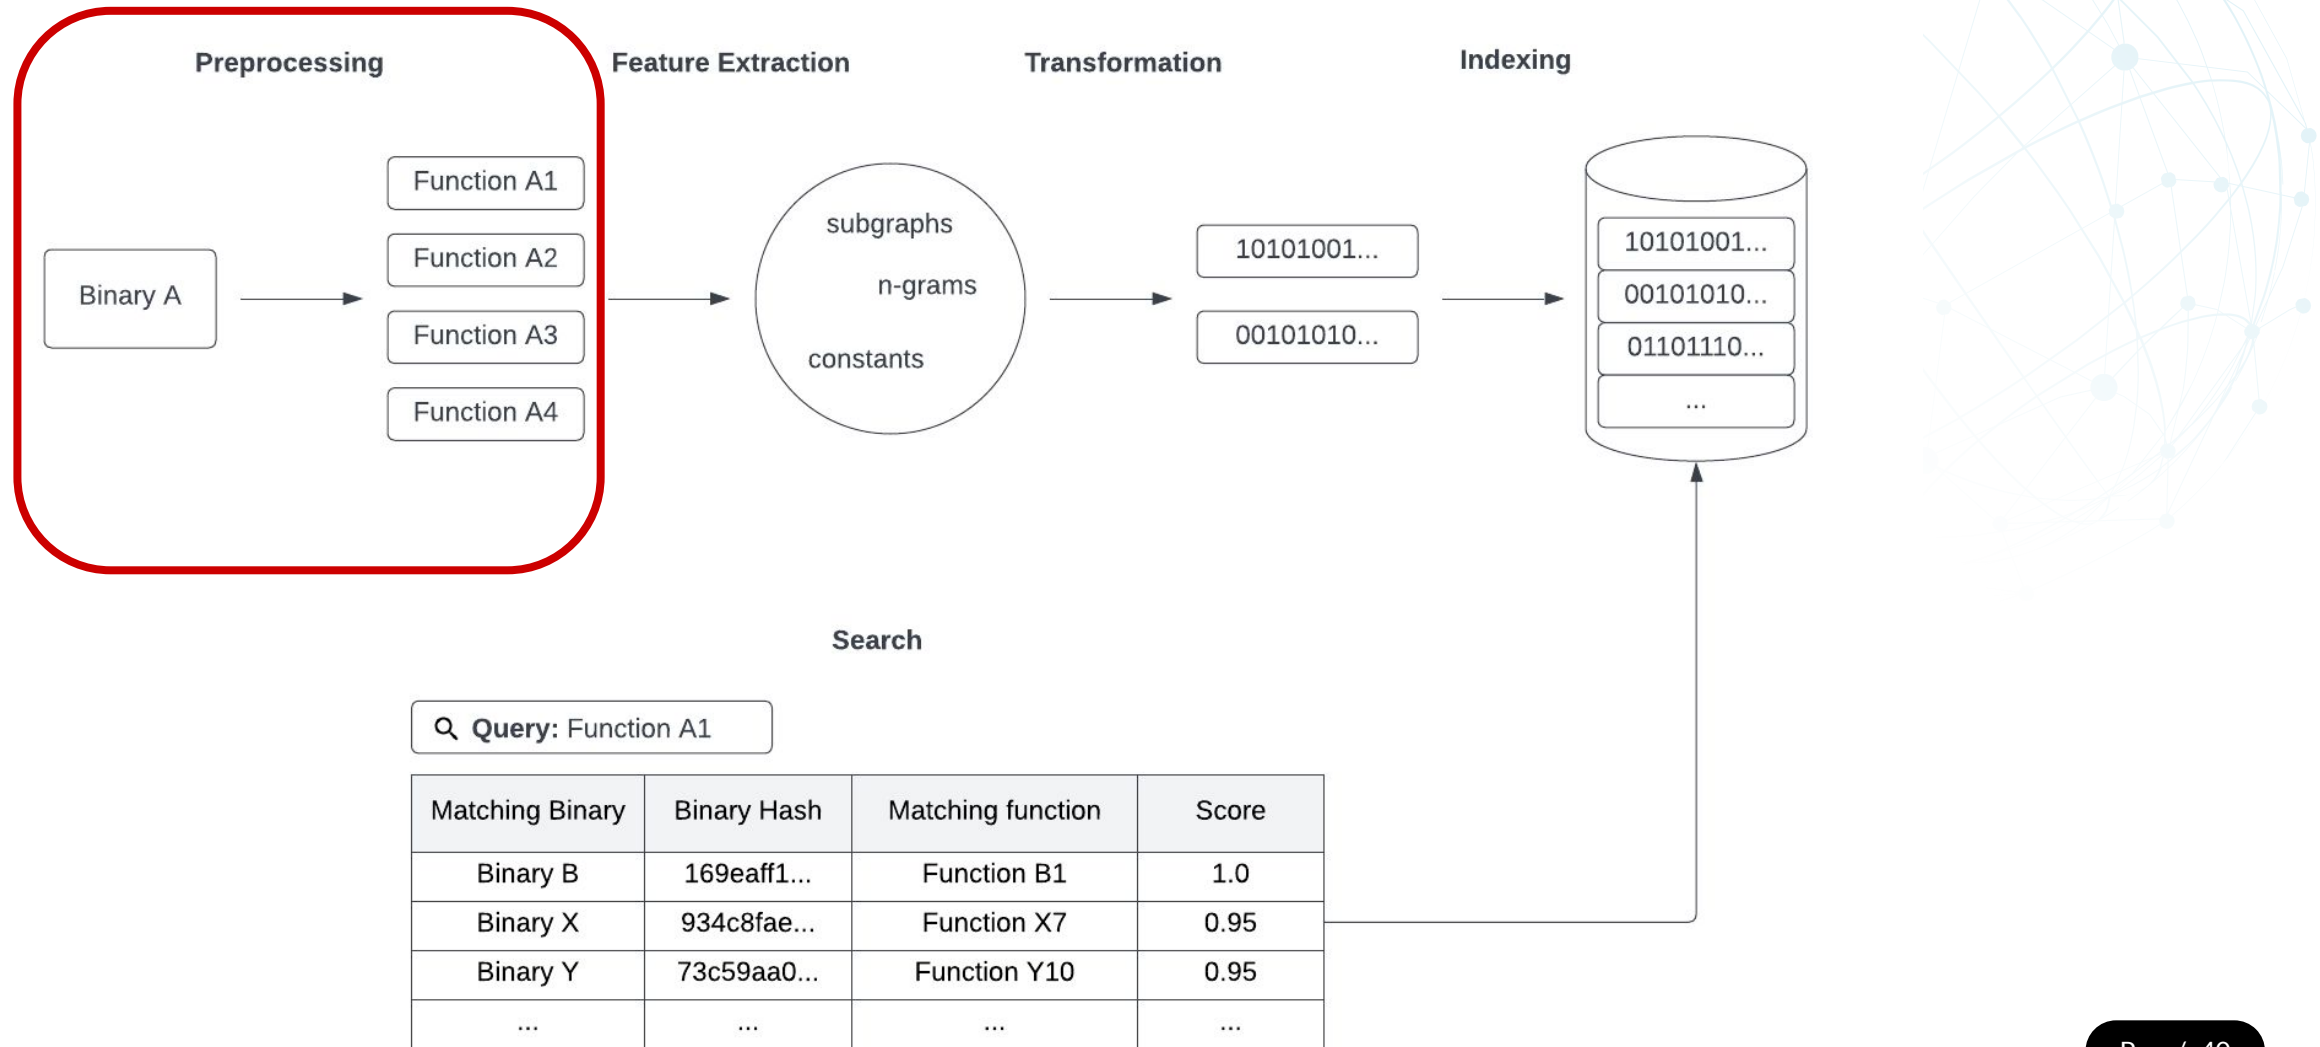 Preprocessing
Feature Extraction
Transformation
Indexing
Binary A
Function A1
Function A2
Function A3
Function A4
subgraphs
n-grams
constants
10101001...
00101010...
10101001...
00101010...
01101110...
...
Search
Query: Function A1
Matching Binary Binary Hash Matching function Score
Binary B 169eaff1... Function B1 1.0
Binary X 934c8fae... Function X7 0.95
Binary Y 73c59aa0... Function Y10 0.95
... ... ... ...